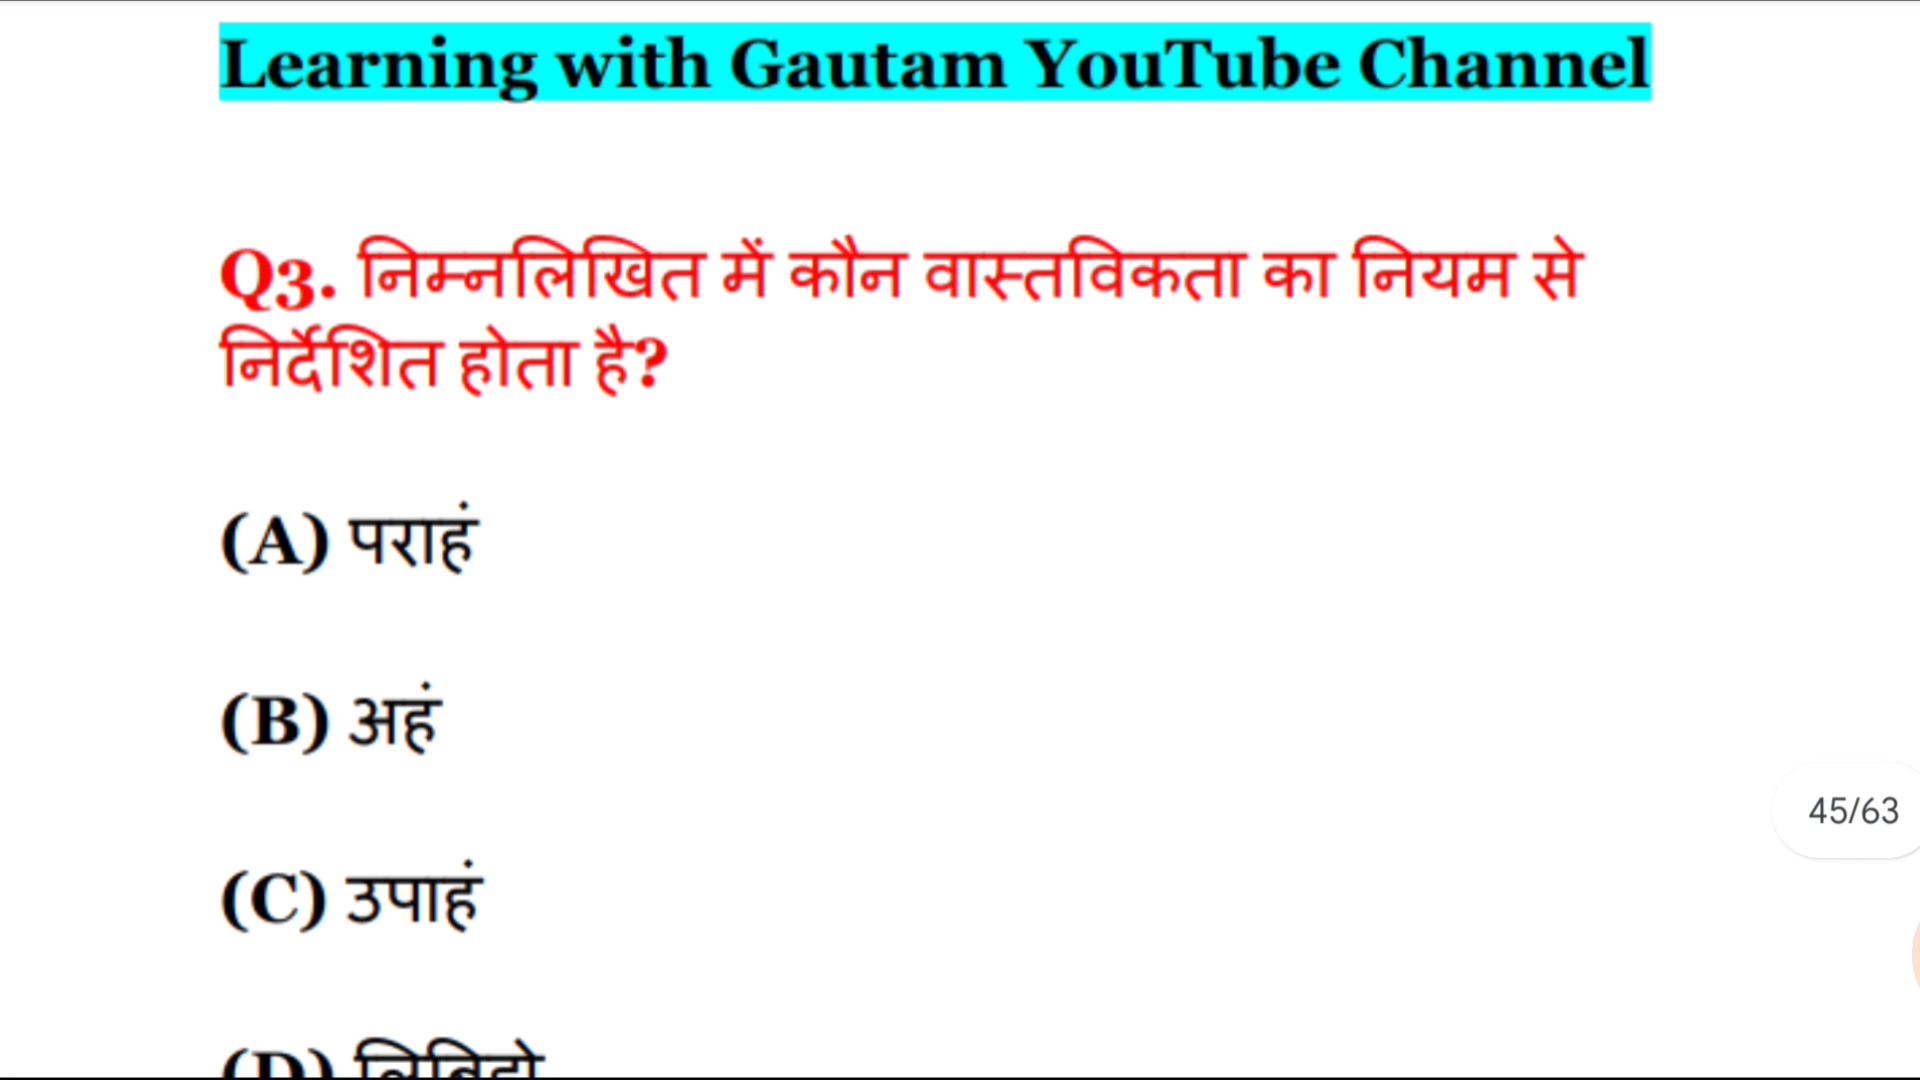 Learning with Gautam YouTube Channel
Q3. निम्नलिखित में कौन वास्तविकता का नियम से
निर्देशित होता है?
(A) पराहं
(B) अहं
45/63
(C) उपाहं
(D) लिबिडो